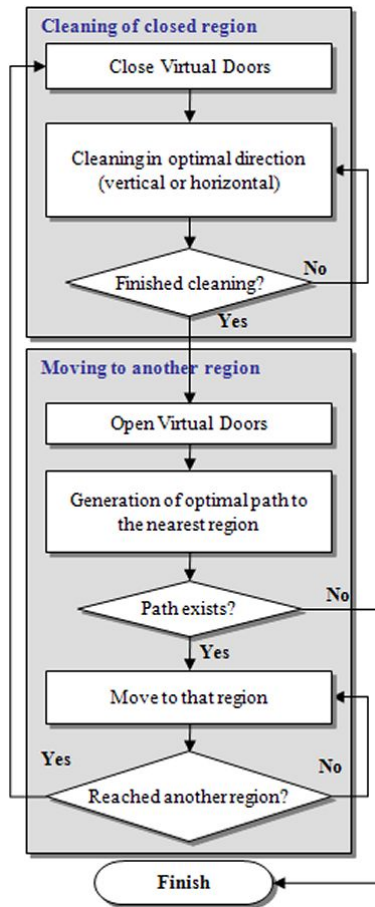 Cleaning of closed region
Close Virtual Doors
Cleaning in optimal direction
(vertical or horizontal)
Finished cleaning?
No
Yes
Moving to another region
Open Virtual Doors
Generation of optimal path to
the nearest region
Path exists?
No
Yes
Move to that region
Yes
No
Reached another region?
Finish